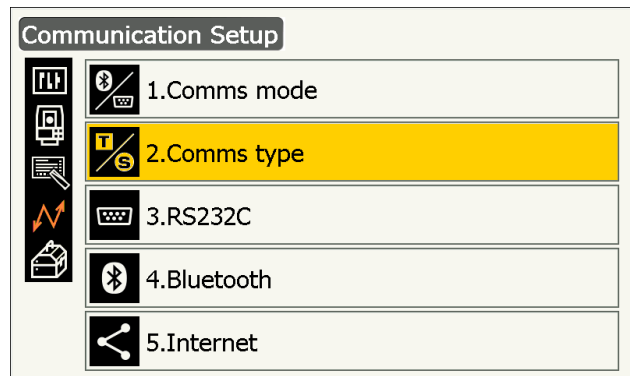 Communication Setup
1.Comms mode
T
S
2.Comms type
3.RS232C
4.Bluetooth
5.Internet